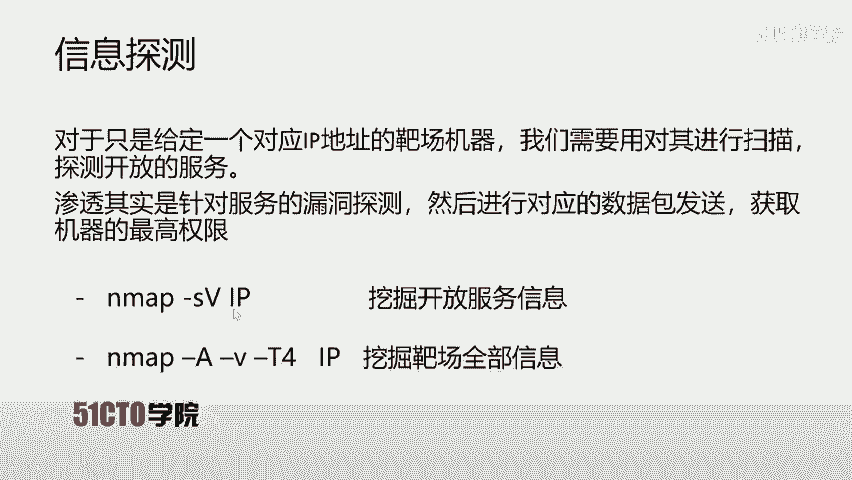 信息探测
对于只是给定一个对应IP地址的靶场机器，我们需要用对其进行扫描，
探测开放的服务。
渗透其实是针对服务的漏洞探测，然后进行对应的数据包发送，获取
机器的最高权限
- nmap -sV IP 挖掘开放服务信息
- nmap –A –v –T4 IP 挖掘靶场全部信息
51CTO学院